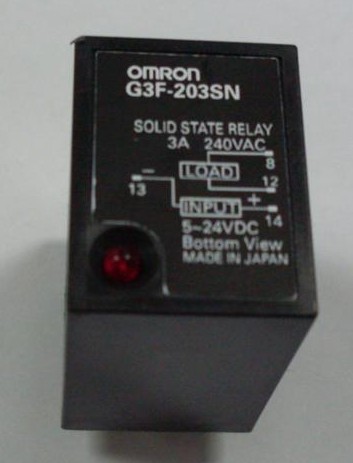 OMRON
G3F-203SN
SOLID STATE RELAY
3A 240VAC
8
LOAD
12
−
13
INPUT
+
14
5~24VDC
Bottom View
MADE IN JAPAN